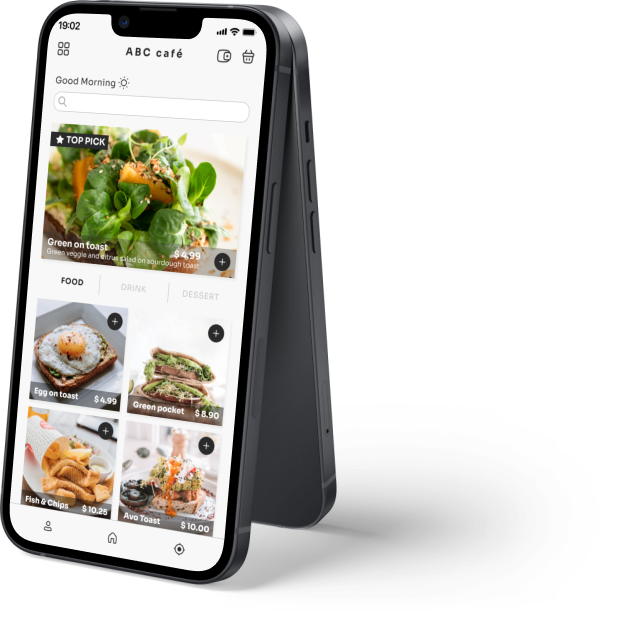 19:02
ABC café
Good Morning
TOP PICK
Green on toast
$ 4,99
Green veggie and citrus salad on sourdough toast
FOOD
DRINK
DESSERT
Egg on toast $ 4.99
Green pocket $ 8.90
Fish & Chips $ 10.25
Avo Toast $ 10.00